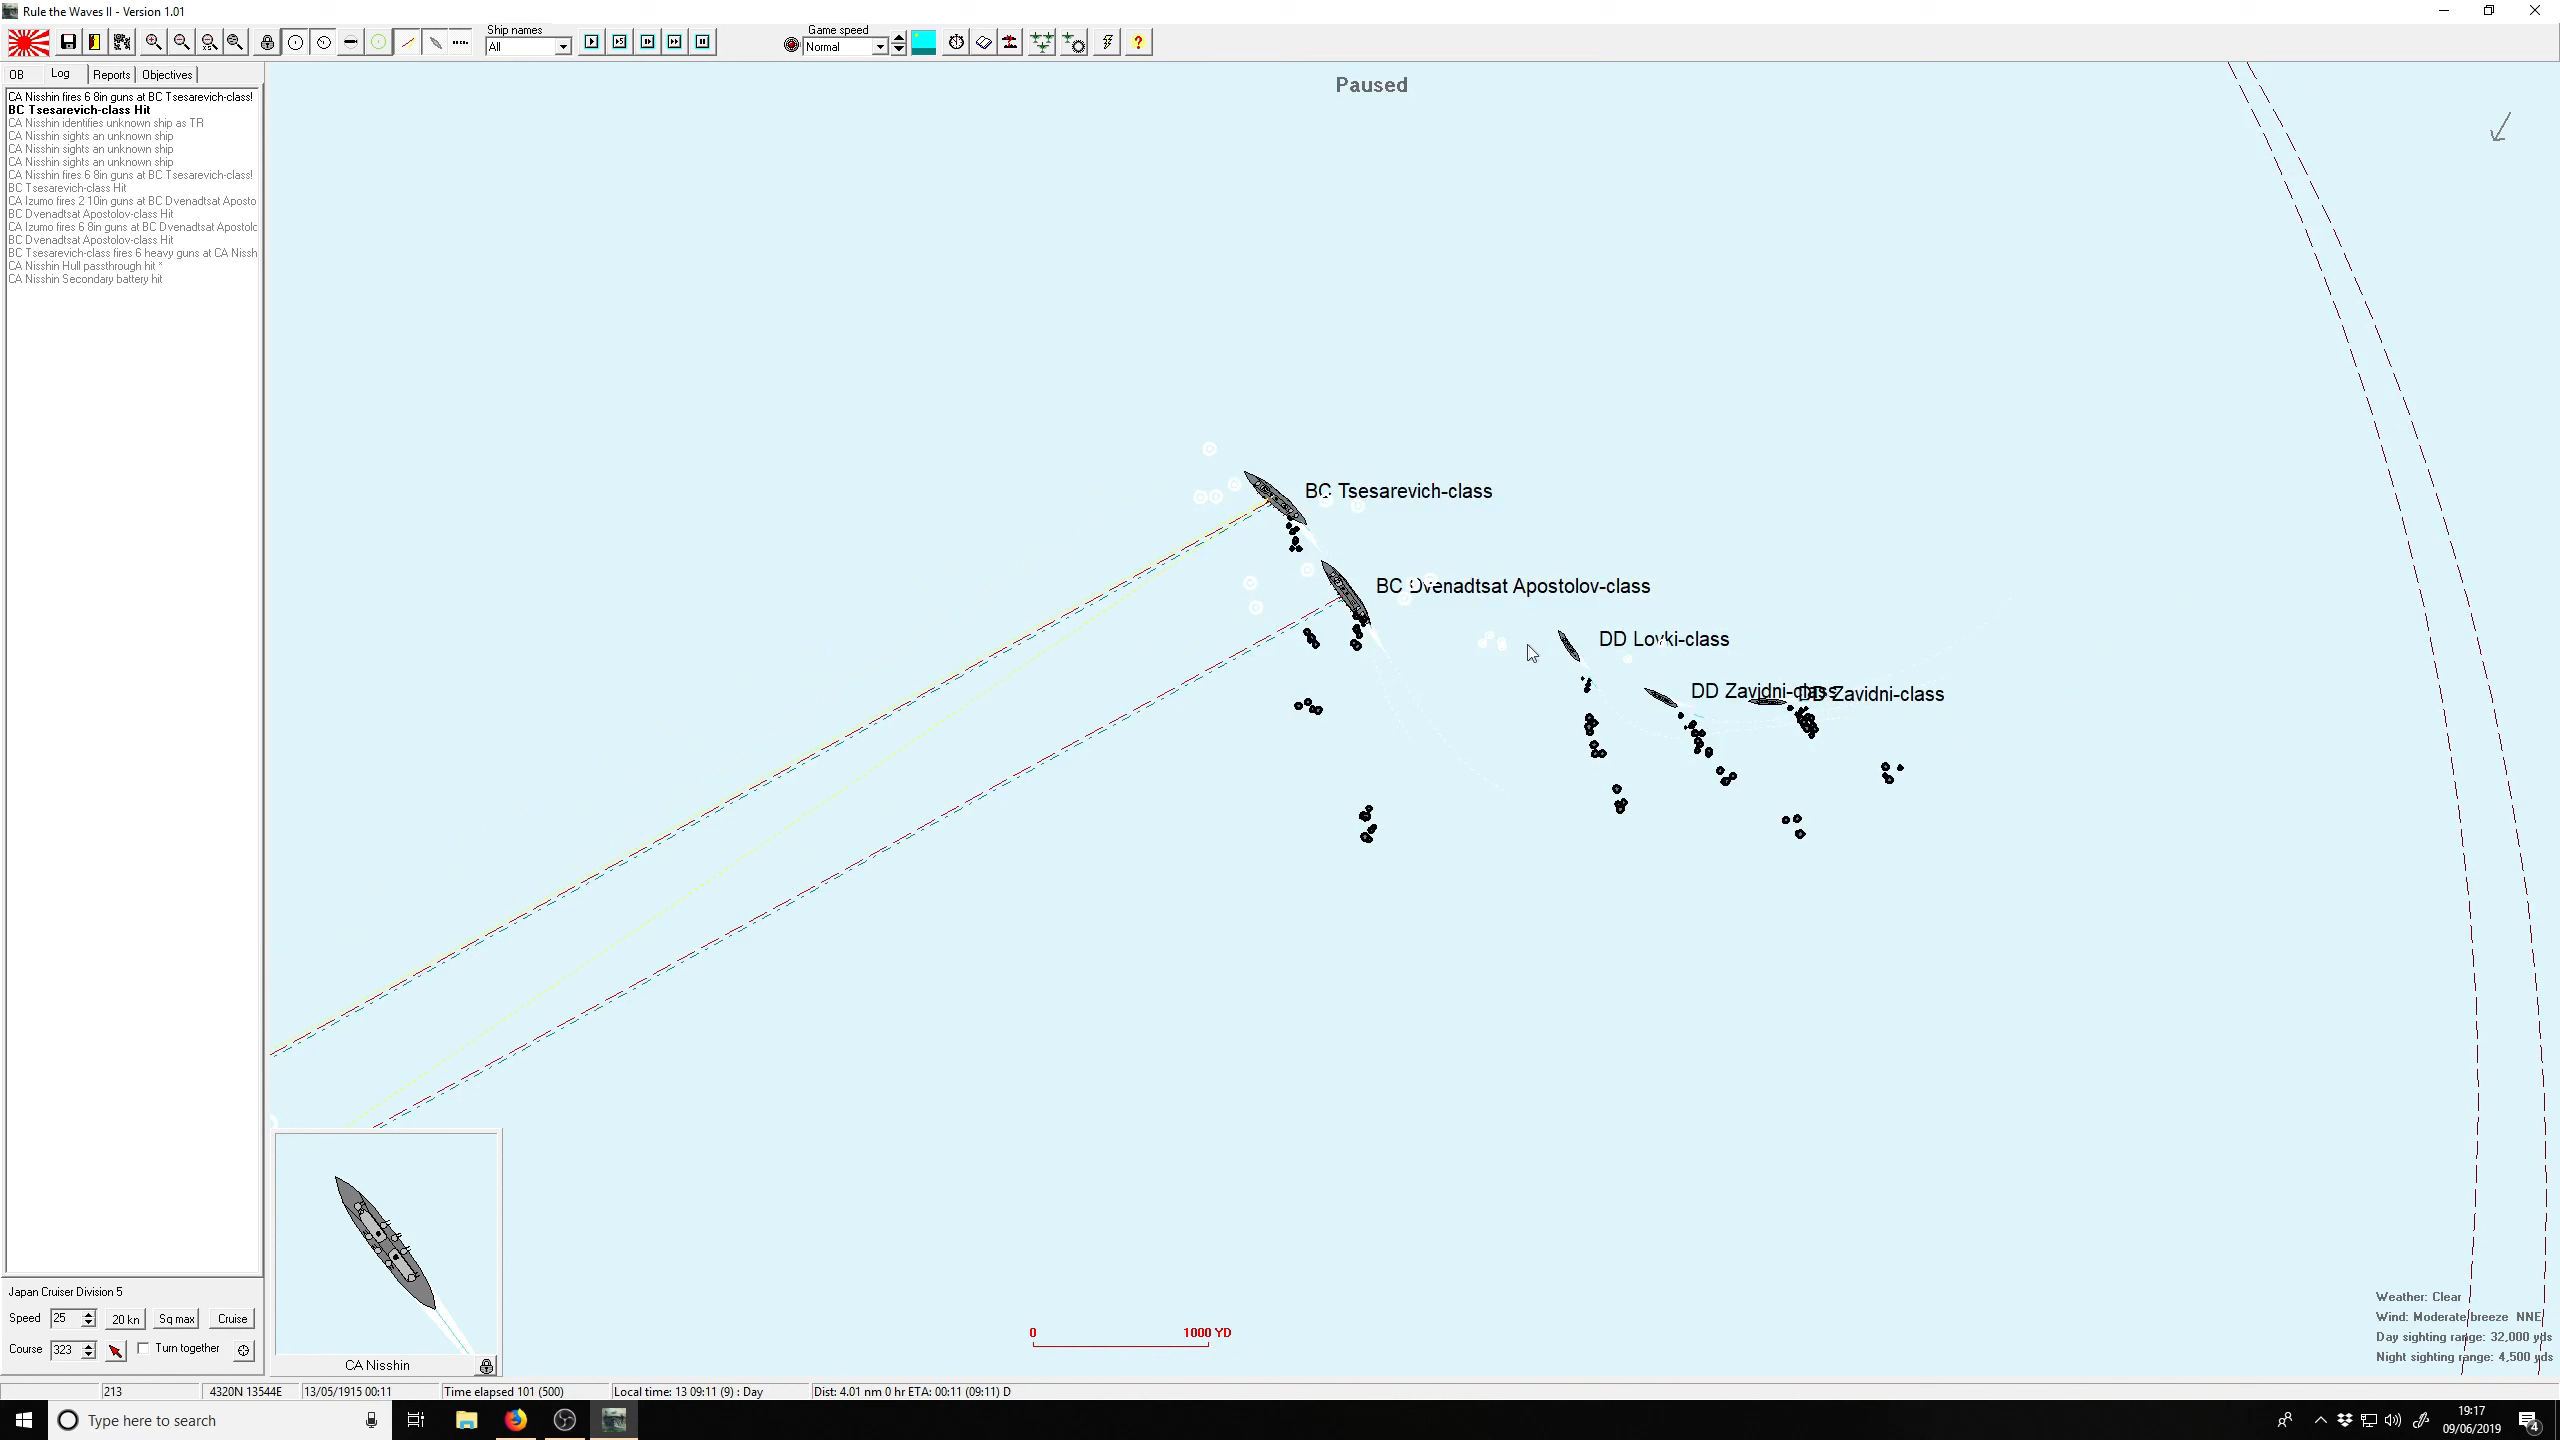 Rule the Waves II - Version 1.01
Ship names
All
Game speed
Normal
OB
Log
Reports
Objectives
CA Nisshin fires 6 8in guns at BC Tsesarevich-class!
BC Tsesarevich-class Hit
CA Nisshin identifies unknown ship as TR
CA Nisshin sights an unknown ship
CA Nisshin sights an unknown ship
CA Nisshin sights an unknown ship
CA Nisshin fires 6 8in guns at BC Tsesarevich-class!
BC Tsesarevich-class Hit
CA Izumo fires 2 10in guns at BC Dvenadtsat Aposto
BC Dvenadtsat Apostolov-class Hit
CA Izumo fires 6 8in guns at BC Dvenadtsat Apostolc
BC Dvenadtsat Apostolov-class Hit
BC Tsesarevich-class fires 6 heavy guns at CA Nissh
CA Nisshin Hull passthrough hit *
CA Nisshin Secondary battery hit
Paused
BC Tsesarevich-class
BC Dvenadtsat Apostolov-class
DD Lovki-class
DD Zavidni-class
DD Zavidni-class
Japan Cruiser Division 5
Speed 25 20 kn Sq max Cruise
Course 323 Turn together
CA Nisshin
0 1000 YD
Weather: Clear
Wind: Moderate breeze NNE
Day sighting range: 32,000 yds
Night sighting range: 4,500 yds
213 4320N 13544E 13/05/1915 00:11 Time elapsed 101 (500) Local time: 13 09:11 (9) : Day Dist: 4.01 nm 0 hr ETA: 00:11 (09:11) D
Type here to search
19:17
09/06/2019
4